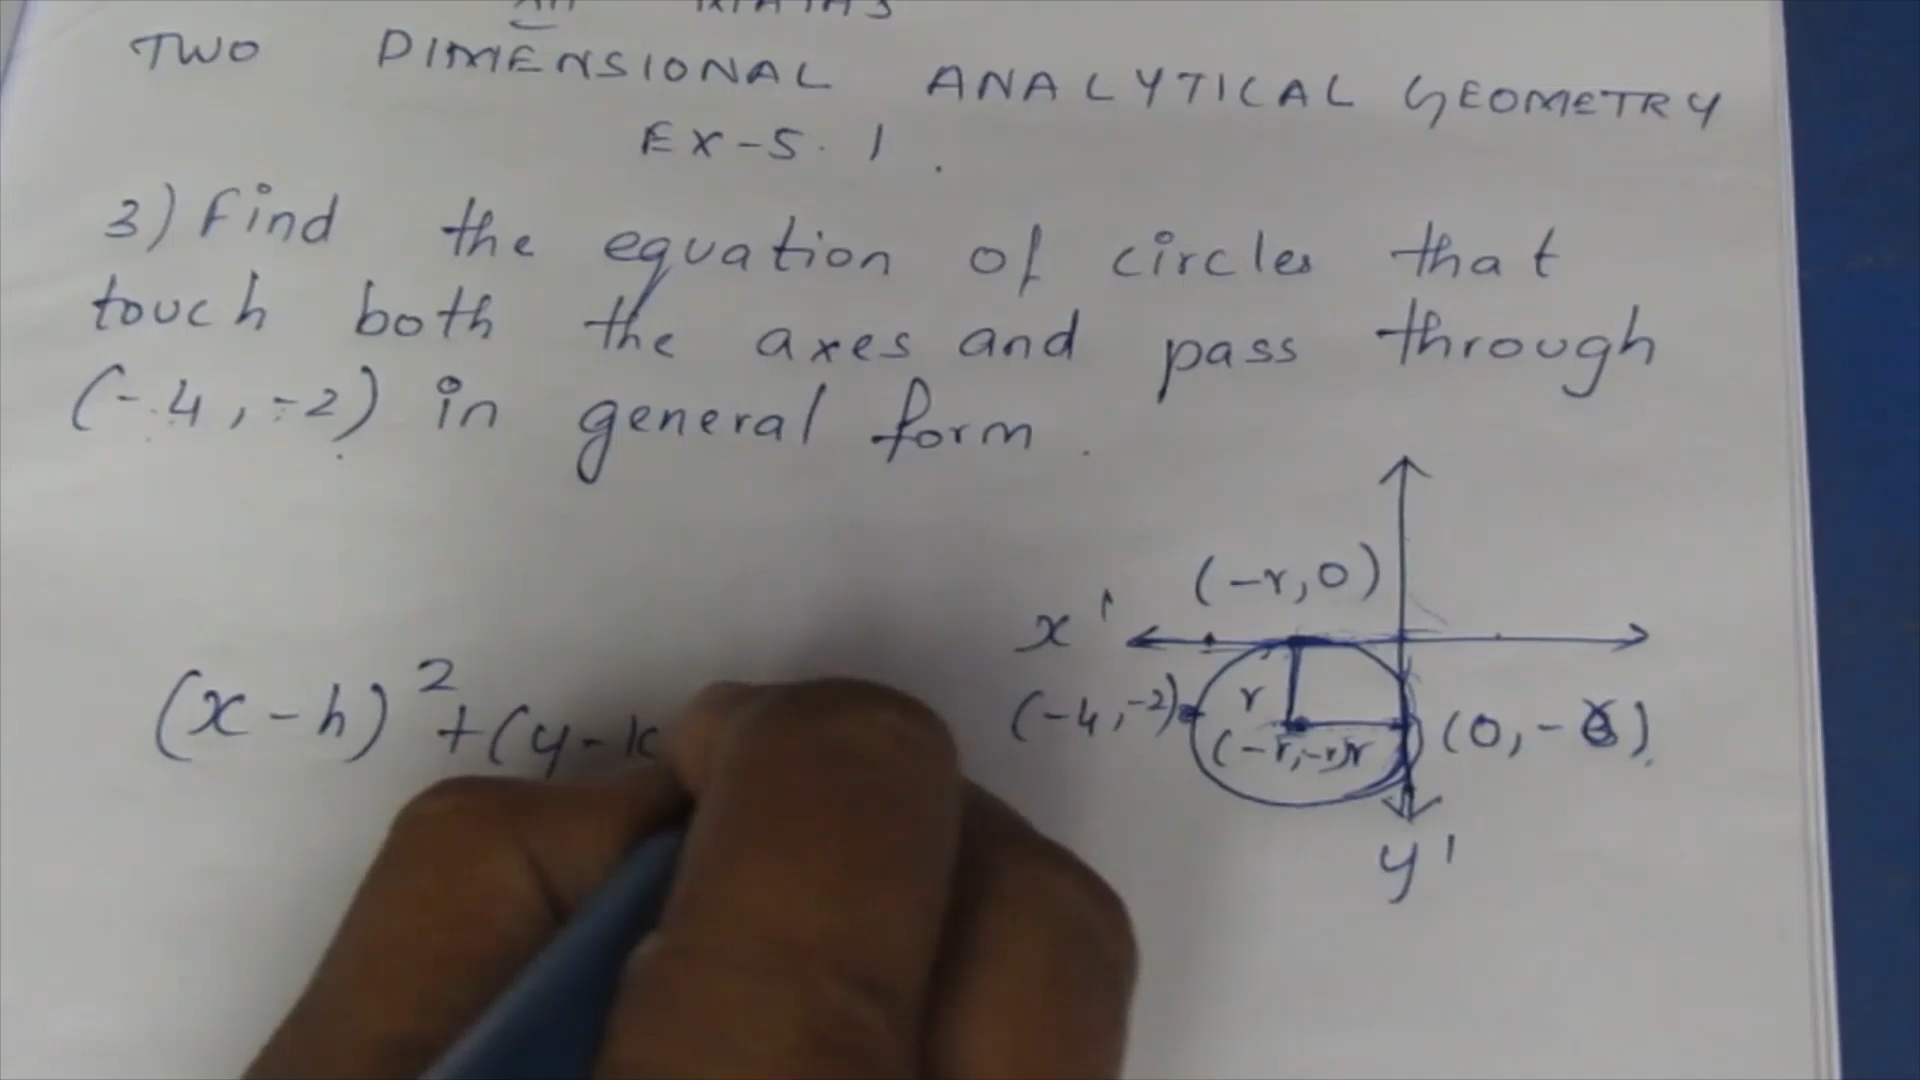 TWO DIMENSIONAL ANALYTICAL GEOMETRY
EX-5.1.
3) Find the equation of circles that
touch both the axes and pass through
(-4,-2) in general form.
(-r,0)
x'
(-4,-2)
r
(-r,-r)
r
(0,-
(x-h)²+(y-k
y'